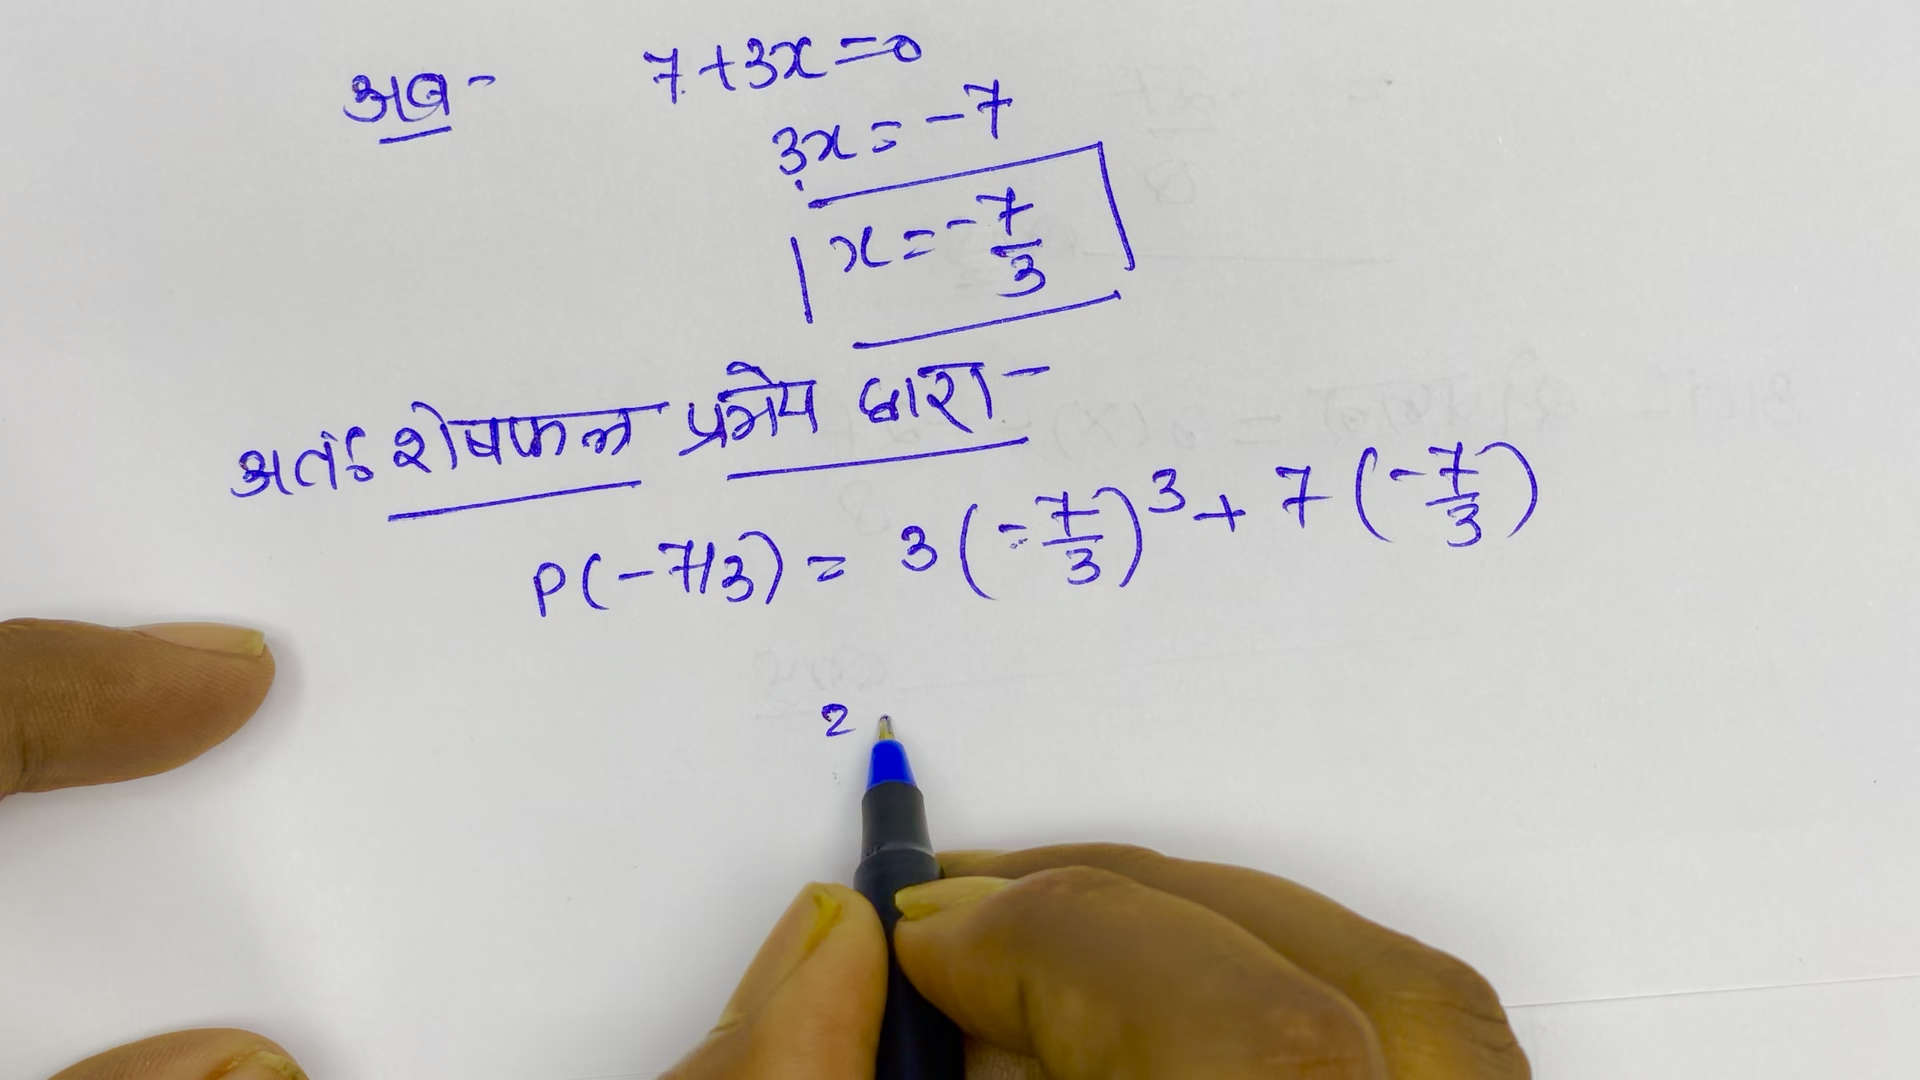 अब- 7+3x=0
3x = -7
x = -7/3
अतः शेषफल प्रमेय द्वारा-
P(-7/3) = 3(-7/3)³ + 7(-7/3)
=